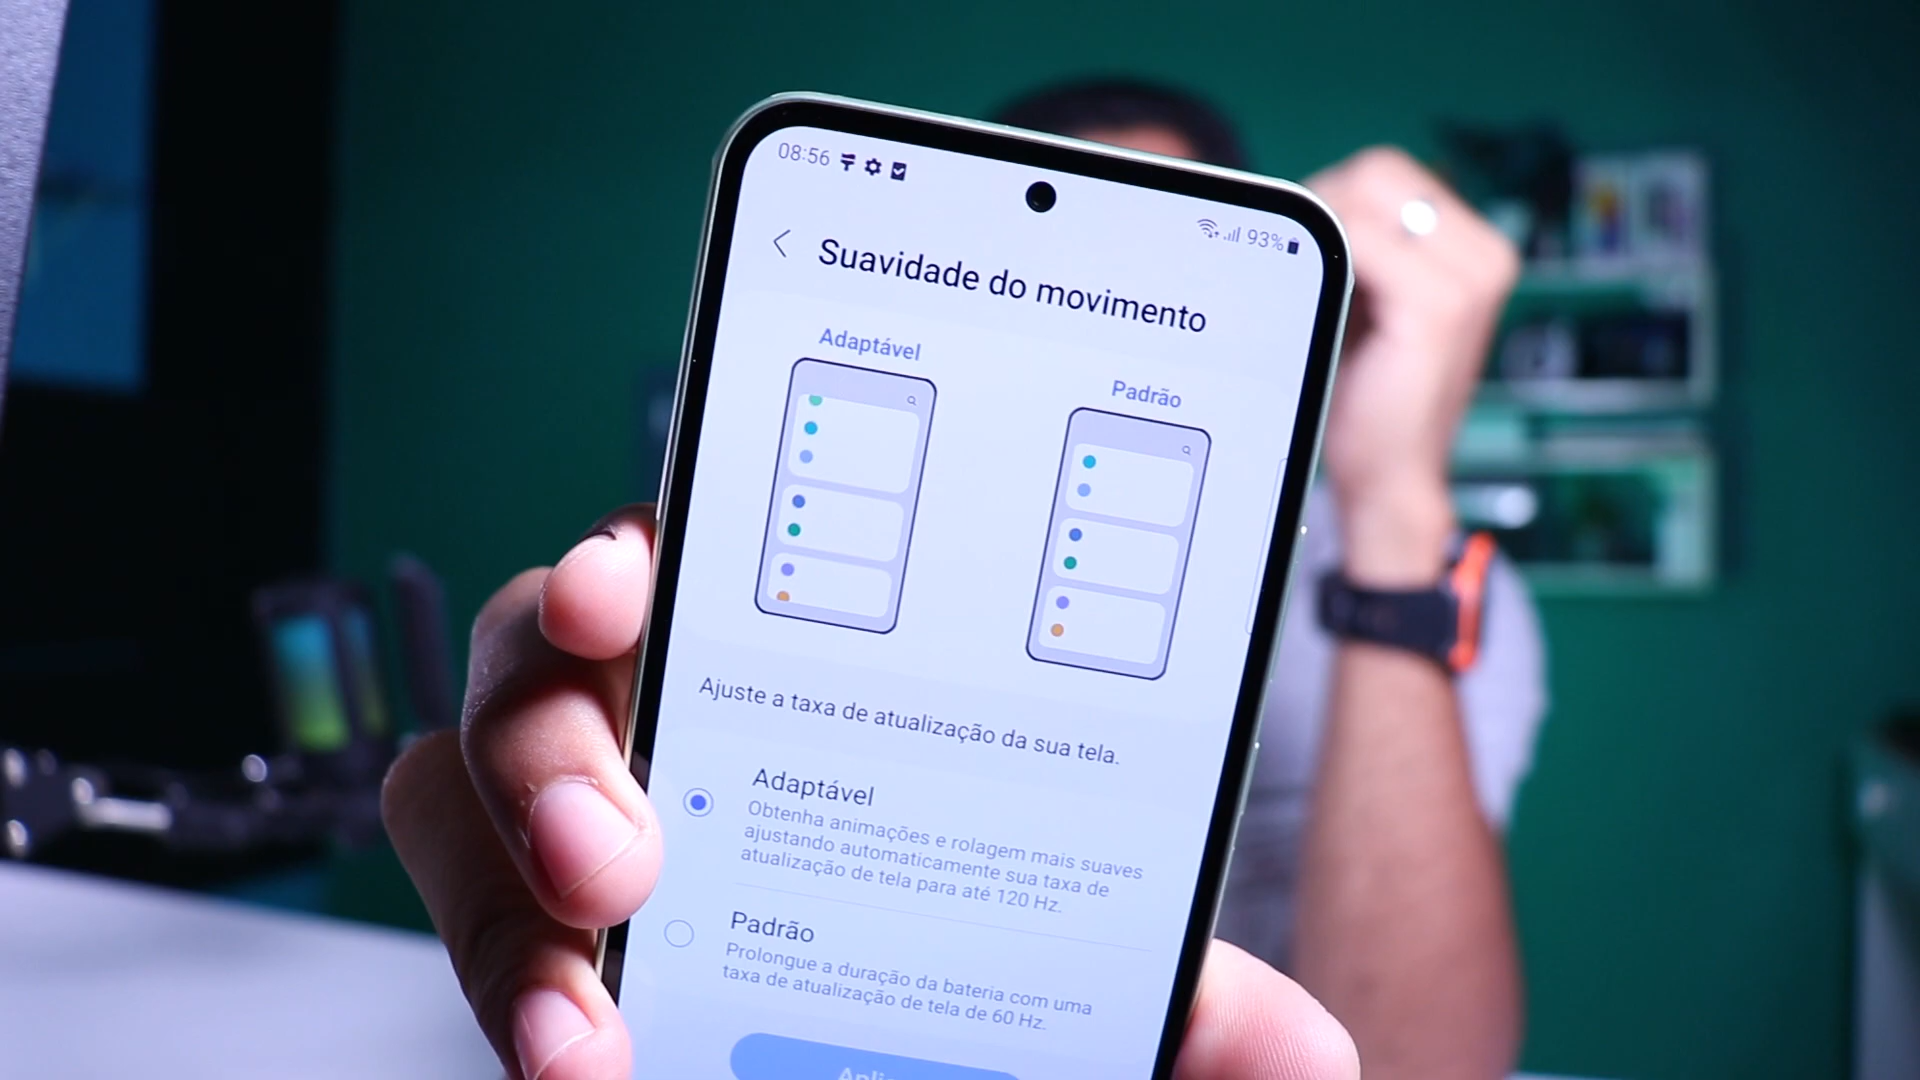 08:56
93%
Suavidade do movimento
Adaptável
Padrão
Ajuste a taxa de atualização da sua tela.
Adaptável
Obtenha animações e rolagem mais suaves
ajustando automaticamente sua taxa de
atualização de tela para até 120 Hz.
Padrão
Prolongue a duração da bateria com uma
taxa de atualização de tela de 60 Hz.